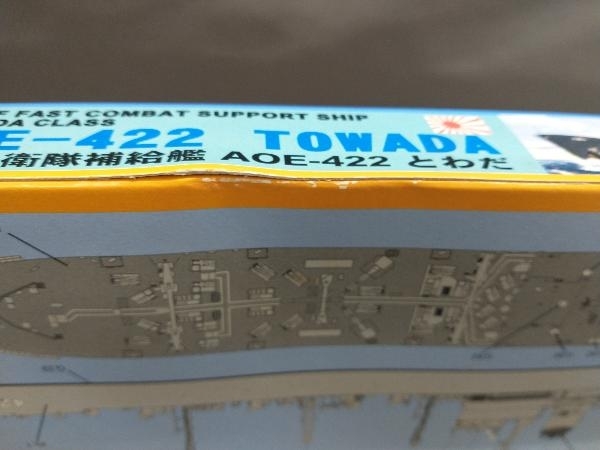 FAST COMBAT SUPPORT SHIP
DA CLASS
E-422 TOWADA
衛隊補給艦 AOE-422 とわだ